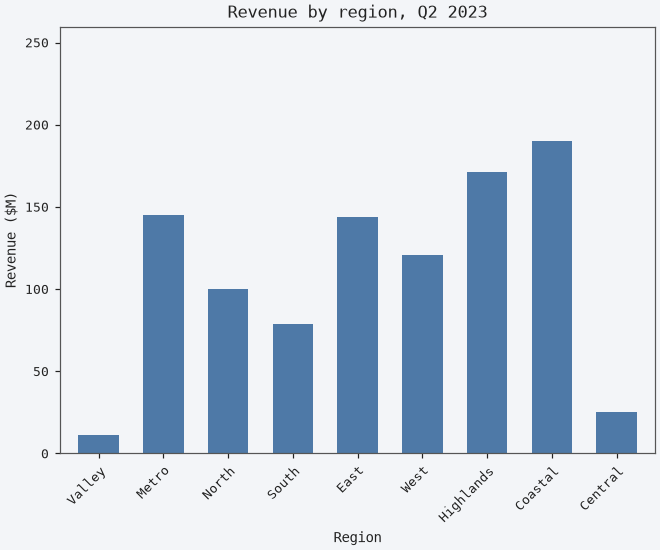 Revenue by region, Q2 2023
Revenue ($M)
250
200
150
100
50
0
Valley
Metro
North
South
East
West
Highlands
Coastal
Central
Region